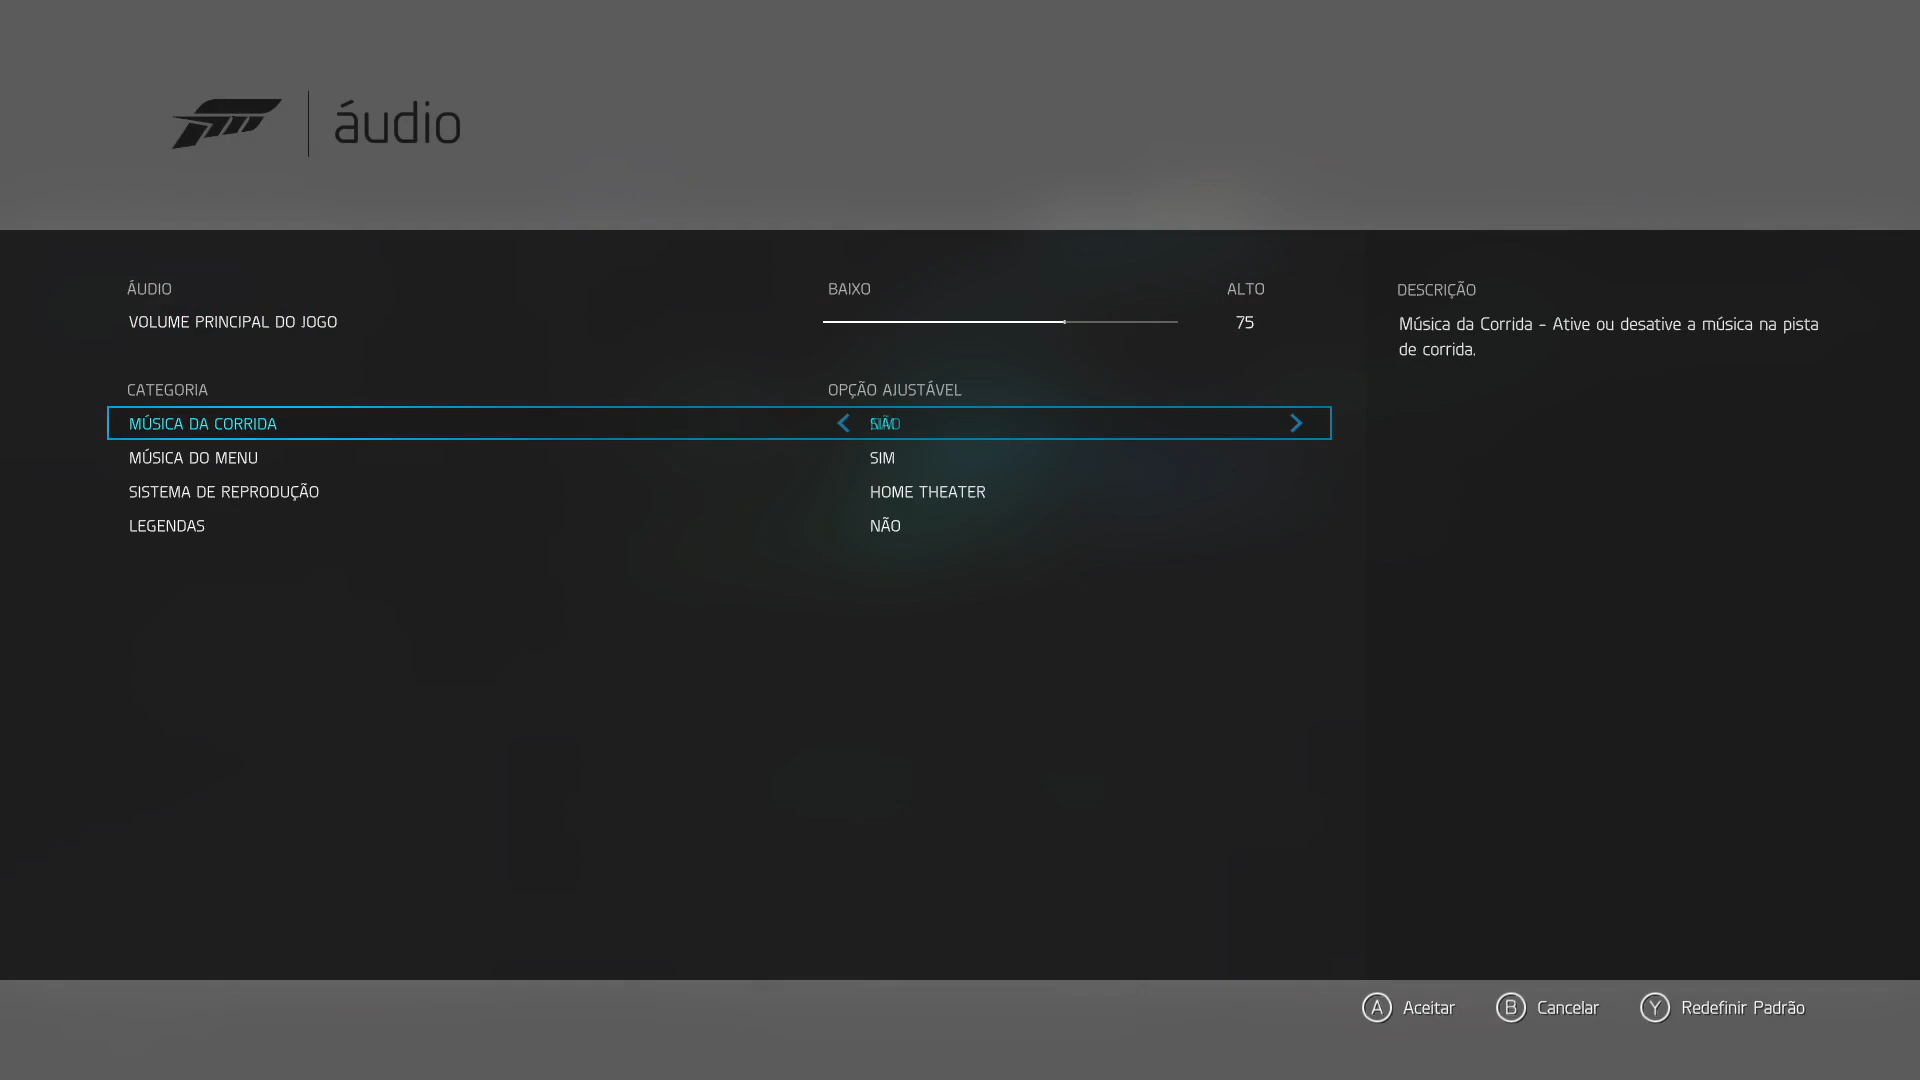 áudio
ÁUDIO BAIXO ALTO
VOLUME PRINCIPAL DO JOGO 75
CATEGORIA OPÇÃO AJUSTÁVEL
MÚSICA DA CORRIDA
MÚSICA DO MENU SIM
SISTEMA DE REPRODUÇÃO HOME THEATER
LEGENDAS NÃO
DESCRIÇÃO
Música da Corrida - Ative ou desative a música na pista
de corrida.
A Aceitar B Cancelar Y Redefinir Padrão